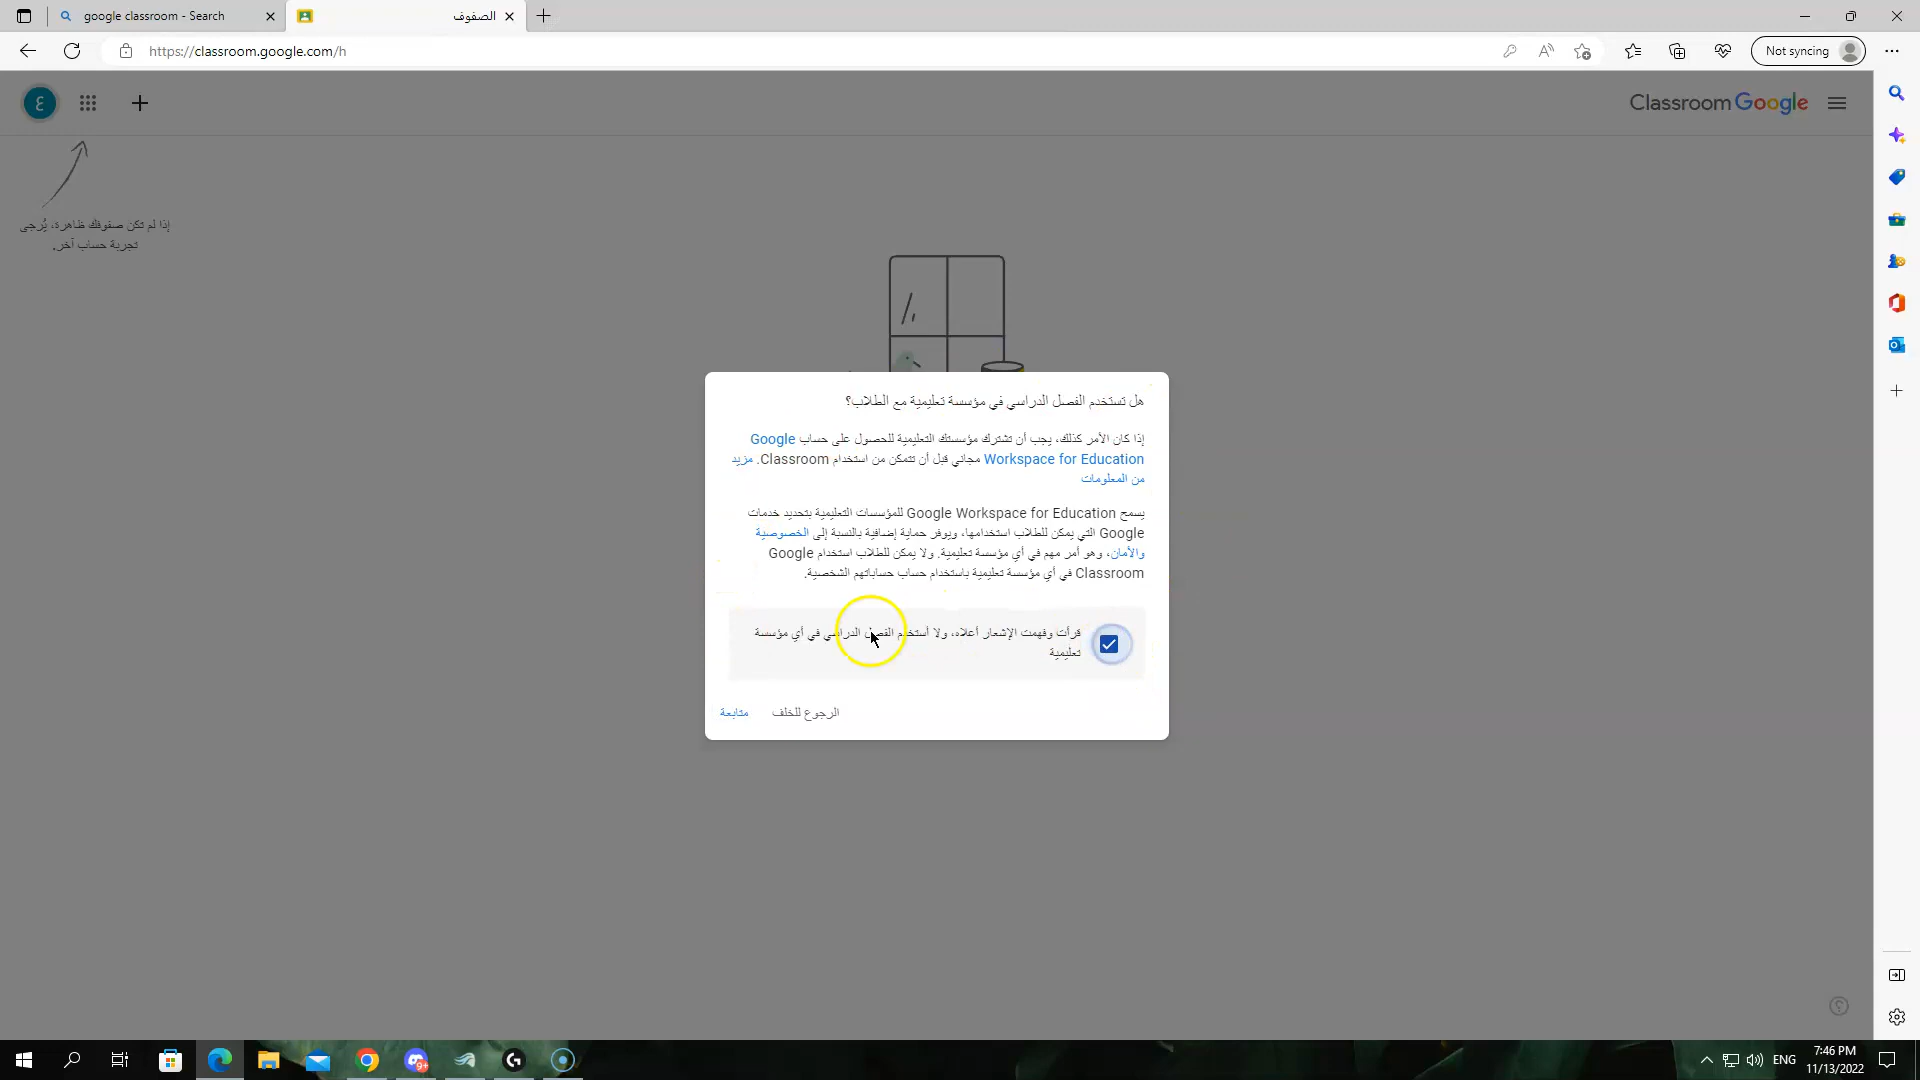 google classroom - Search
الصفوف
https://classroom.google.com/h
Not syncing
ع
Classroom Google
إذا لم تكن صفوفك ظاهرة، يُرجى
تجربة حساب آخر.
هل تستخدم الفصل الدراسي في مؤسسة تعليمية مع الطلاب؟
إذا كان الأمر كذلك، يجب أن تشترك مؤسستك التعليمية للحصول على حساب Google
Workspace for Education مجاني قبل أن تتمكن من استخدام Classroom. مزيد
من المعلومات
يسمح Google Workspace for Education للمؤسسات التعليمية بتحديد خدمات
Google التي يمكن للطلاب استخدامها، ويوفر حماية إضافية بالنسبة إلى الخصوصية
والأمان، وهو أمر مهم في أي مؤسسة تعليمية. ولا يمكن للطلاب استخدام Google
Classroom في أي مؤسسة تعليمية باستخدام حساب حساباتهم الشخصية.
قرأت وفهمت الإشعار أعلاه، ولا أستخدم الفصل الدراسي في أي مؤسسة
تعليمية
الرجوع للخلف
متابعة
ENG
7:46 PM
11/13/2022